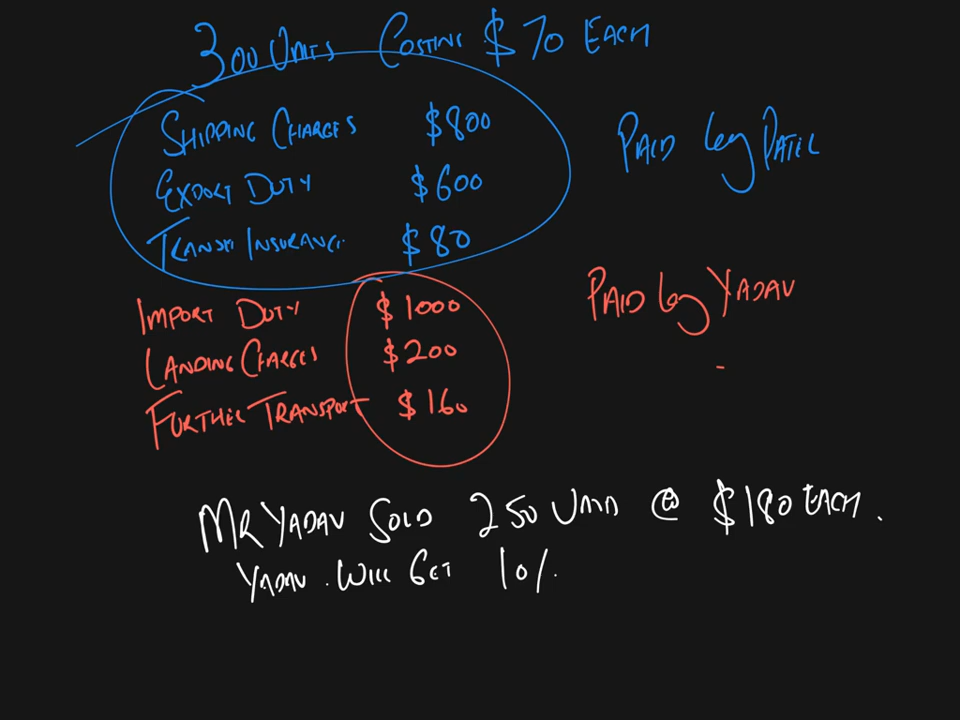 300 Units Costing $70 Each
Shipping Charges $800
Export Duty $600
Paid by Patel
Transit Insurance $80
Import Duty $1000
Paid by Yadav
Landing Charges $200
Further Transport $160
Mr Yadav Sold 250 Units @ $180 Each.
Yadav. Will Get 10%